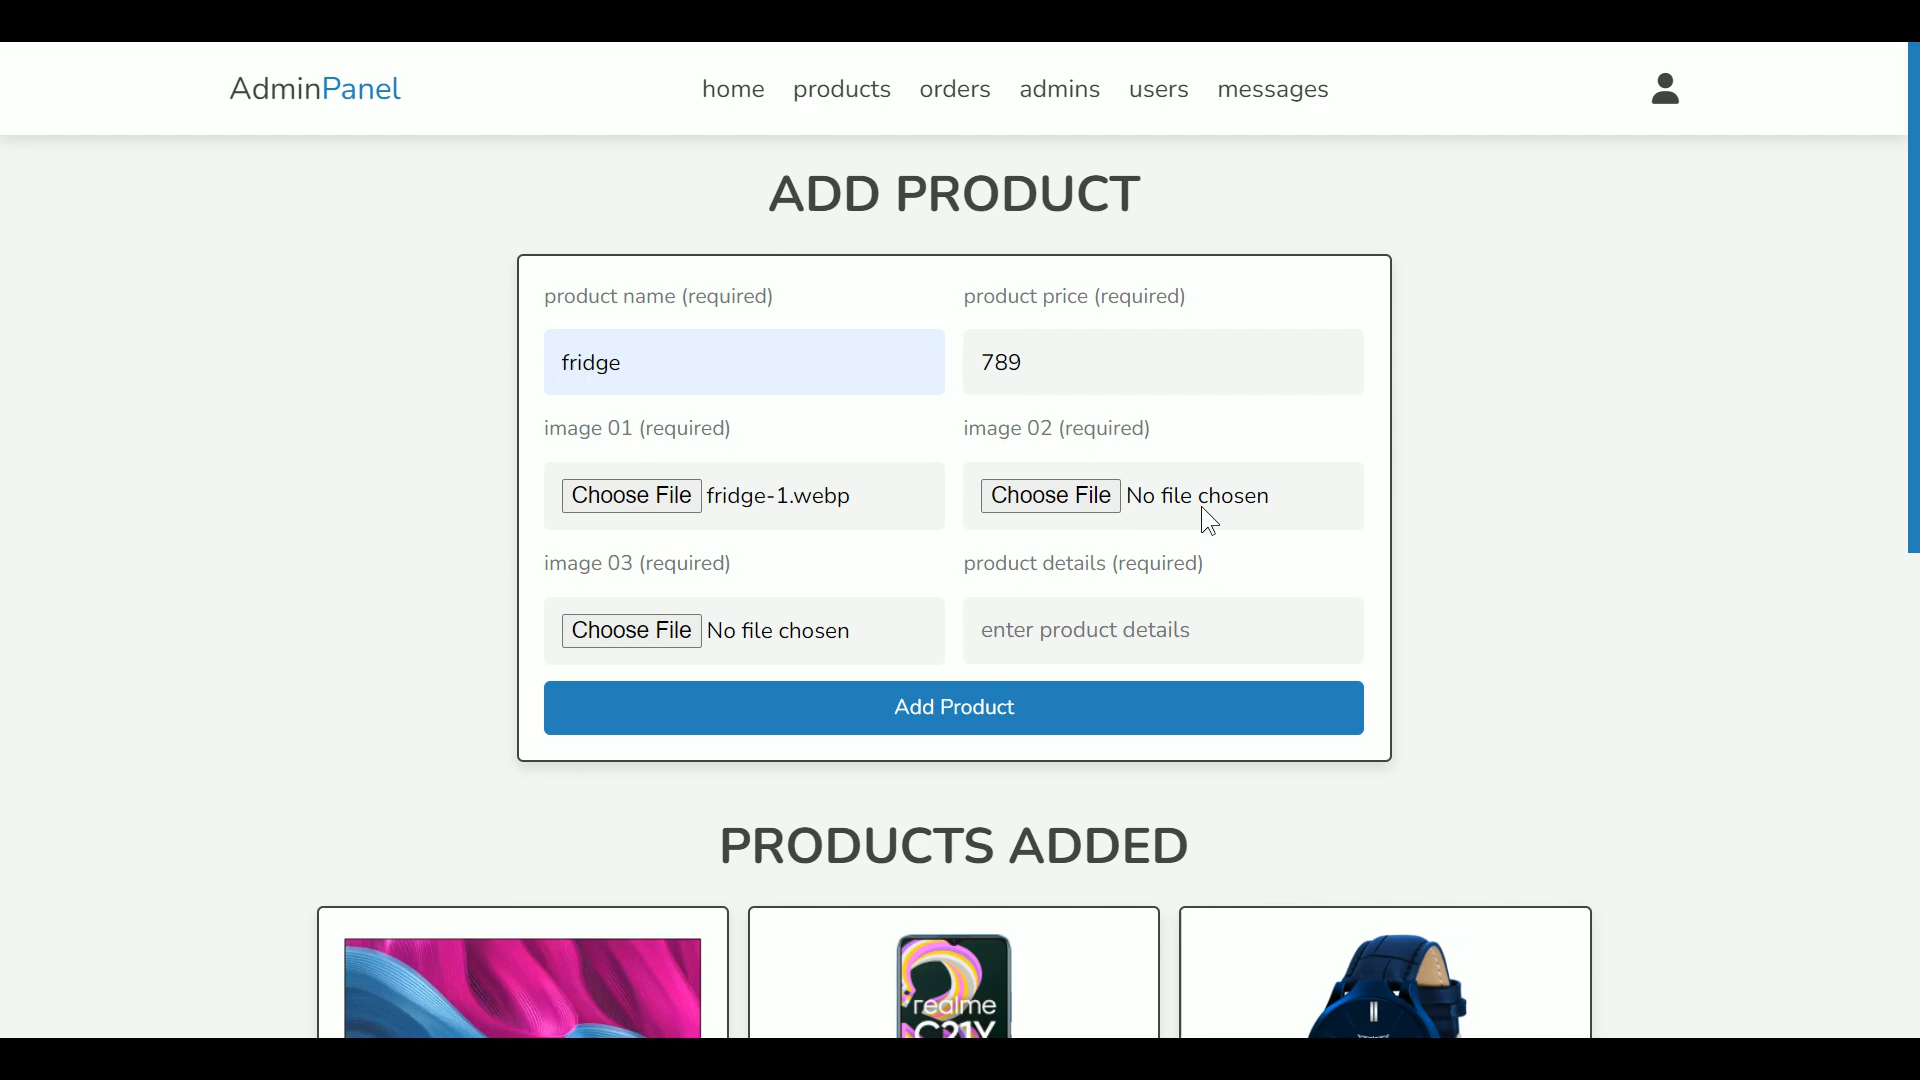 AdminPanel home products orders admins users messages
ADD PRODUCT
product name (required) product price (required)
fridge 789
image 01 (required) image 02 (required)
Choose File fridge-1.webp Choose File No file chosen
image 03 (required) product details (required)
Choose File No file chosen enter product details
Add Product
PRODUCTS ADDED
realme
C21Y